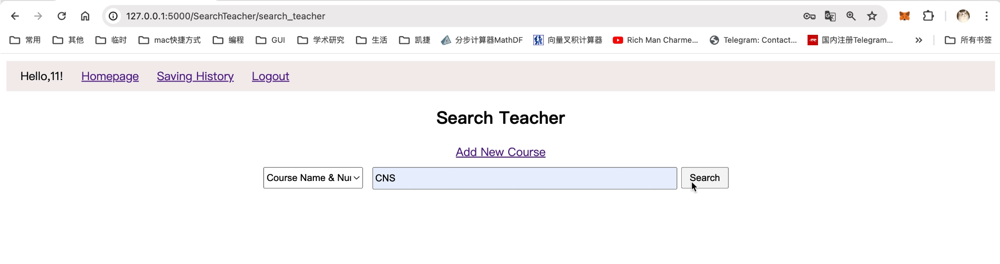 127.0.0.1:5000/SearchTeacher/search_teacher
常用 其他 临时 mac快捷方式 编程 GUI 学术研究 生活 凯捷 分步计算器MathDF 向量叉积计算器 Rich Man Charme... Telegram: Contact... 国内注册Telegram... » 所有书签
Hello,11! Homepage Saving History Logout
Search Teacher
Add New Course
Course Name & Nu CNS Search